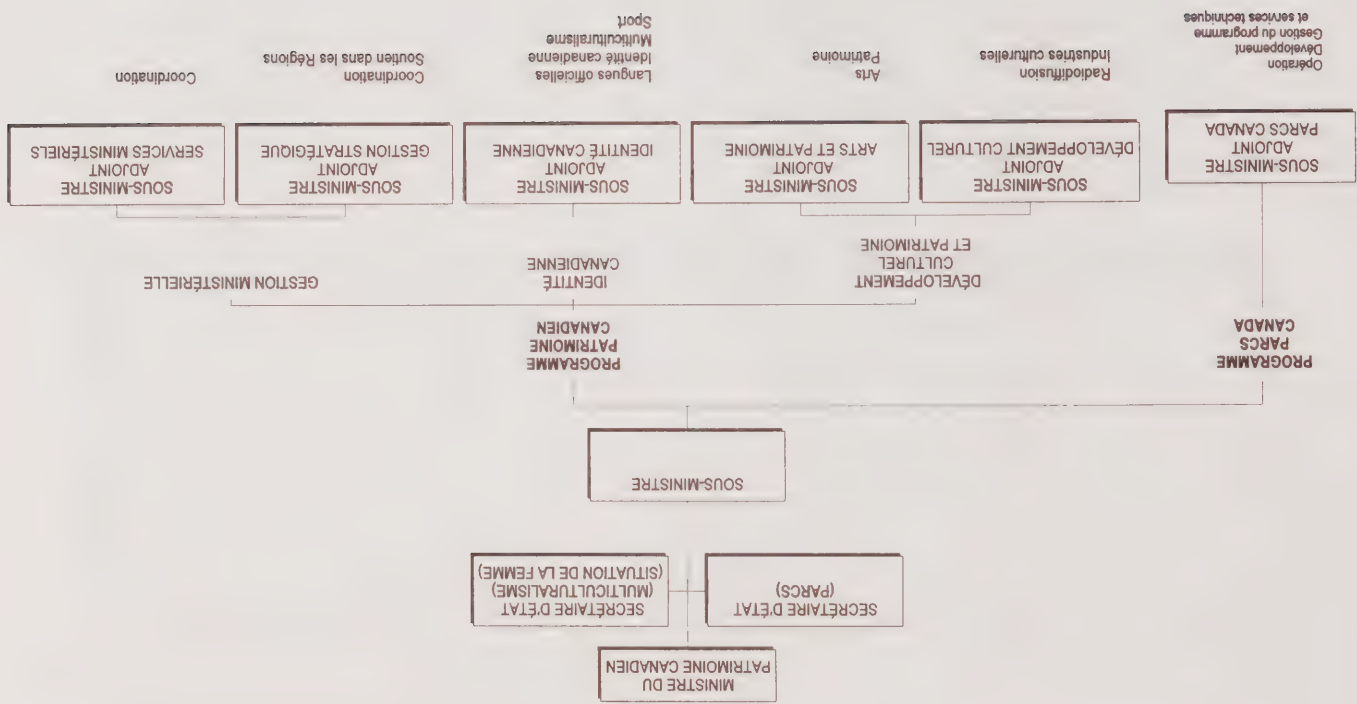 MINISTRE DU
PATRIMOINE CANADIEN
SECRÉTAIRE D'ÉTAT
(PARCS)
SECRÉTAIRE D'ÉTAT
(MULTICULTURALISME)
(SITUATION DE LA FEMME)
SOUS-MINISTRE
PROGRAMME
PARCS
CANADA
PROGRAMME
PATRIMOINE
CANADIEN
DÉVELOPPEMENT
CULTUREL
ET PATRIMOINE
IDENTITÉ
CANADIENNE
GESTION MINISTÉRIELLE
SOUS-MINISTRE
ADJOINT
PARCS CANADA
SOUS-MINISTRE
ADJOINT
DÉVELOPPEMENT CULTUREL
SOUS-MINISTRE
ADJOINT
ARTS ET PATRIMOINE
SOUS-MINISTRE
ADJOINT
IDENTITÉ CANADIENNE
SOUS-MINISTRE
ADJOINT
GESTION STRATÉGIQUE
SOUS-MINISTRE
ADJOINT
SERVICES MINISTÉRIELS
Opération
Développement
Gestion du programme
et services techniques
Radiodiffusion
Industries culturelles
Arts
Patrimoine
Langues officielles
Identité canadienne
Multiculturalisme
Sport
Coordination
Soutien dans les Régions
Coordination